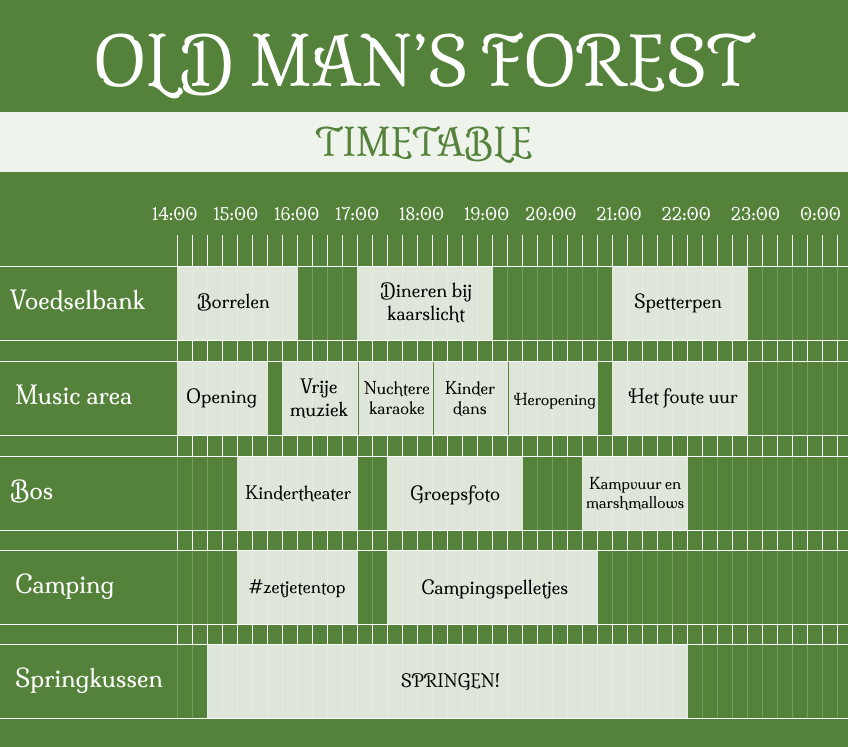 OLD MAN'S FOREST
TIMETABLE
14:00 15:00 16:00 17:00 18:00 19:00 20:00 21:00 22:00 23:00 0:00
Voedselbank
Borrelen
Dineren bij
kaarslicht
Spetterpen
Music area
Opening
Vrije
muziek
Nuchtere
karaoke
Kinder
dans
Heropening
Het foute uur
Bos
Kindertheater
Groepsfoto
Kampvuur en
marshmallows
Camping
#zetjetentop
Campingspelletjes
Springkussen
SPRINGEN!